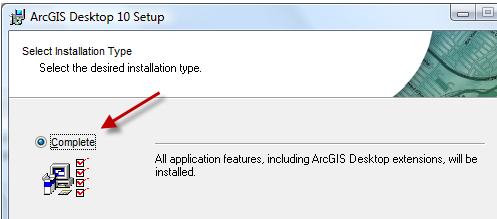 ArcGIS Desktop 10 Setup
Select Installation Type
Select the desired installation type.
Complete
All application features, including ArcGIS Desktop extensions, will be
installed.